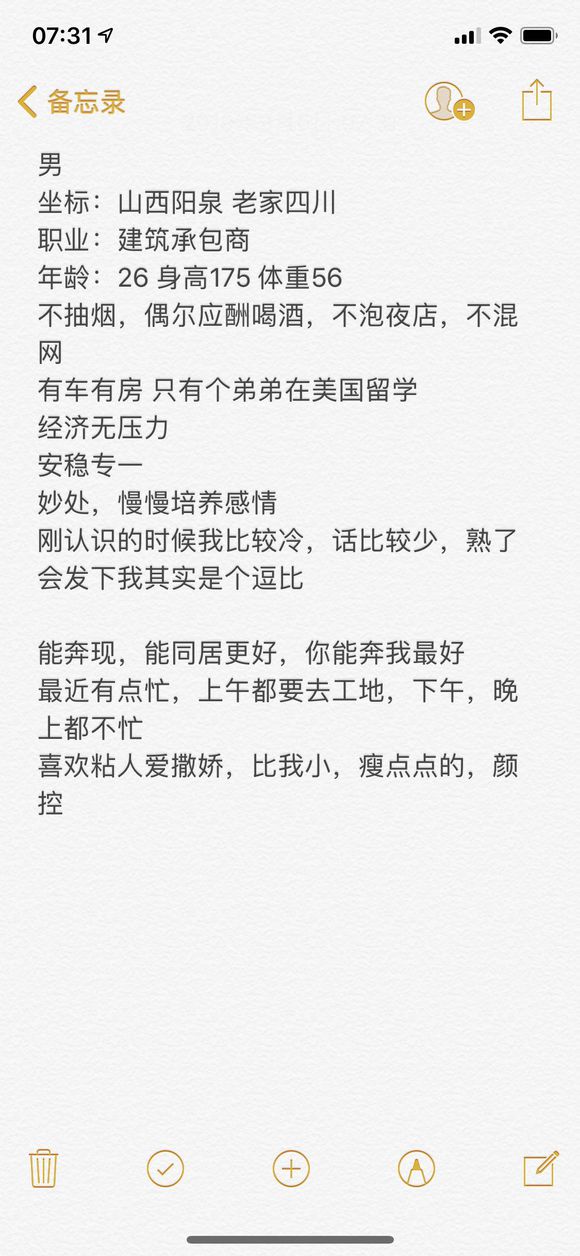 07:31
备忘录
男
坐标：山西阳泉 老家四川
职业：建筑承包商
年龄：26 身高175 体重56
不抽烟，偶尔应酬喝酒，不泡夜店，不混
网
有车有房 只有个弟弟在美国留学
经济无压力
安稳专一
妙处，慢慢培养感情
刚认识的时候我比较冷，话比较少，熟了
会发下我其实是个逗比
能奔现，能同居更好，你能奔我最好
最近有点忙，上午都要去工地，下午，晚
上都不忙
喜欢粘人爱撒娇，比我小，瘦点点的，颜
控